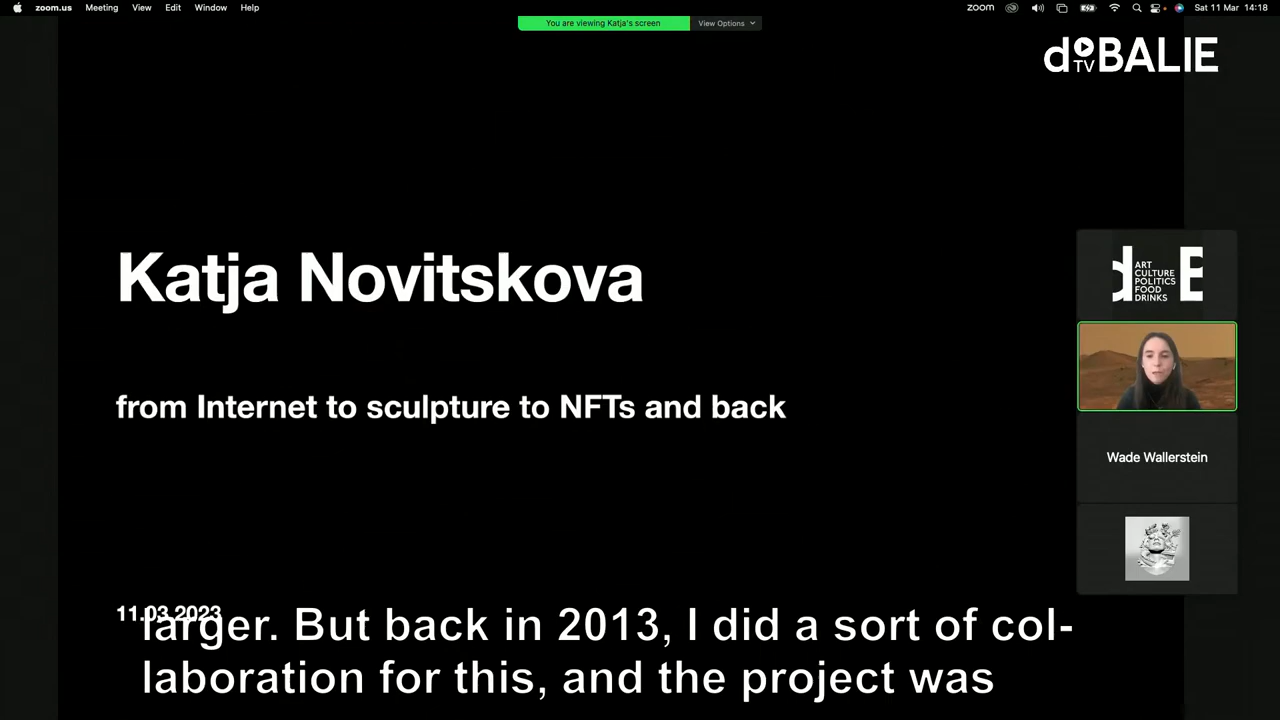 zoom.us Meeting View Edit Window Help
zoom Sat 11 Mar 14:18
You are viewing Katja's screen View Options
dTVBALIE
Katja Novitskova
from Internet to sculpture to NFTs and back
11.03.2023
ART
CULTURE
POLITICS
FOOD
DRINKS
Wade Wallerstein
larger. But back in 2013, I did a sort of col-
laboration for this, and the project was